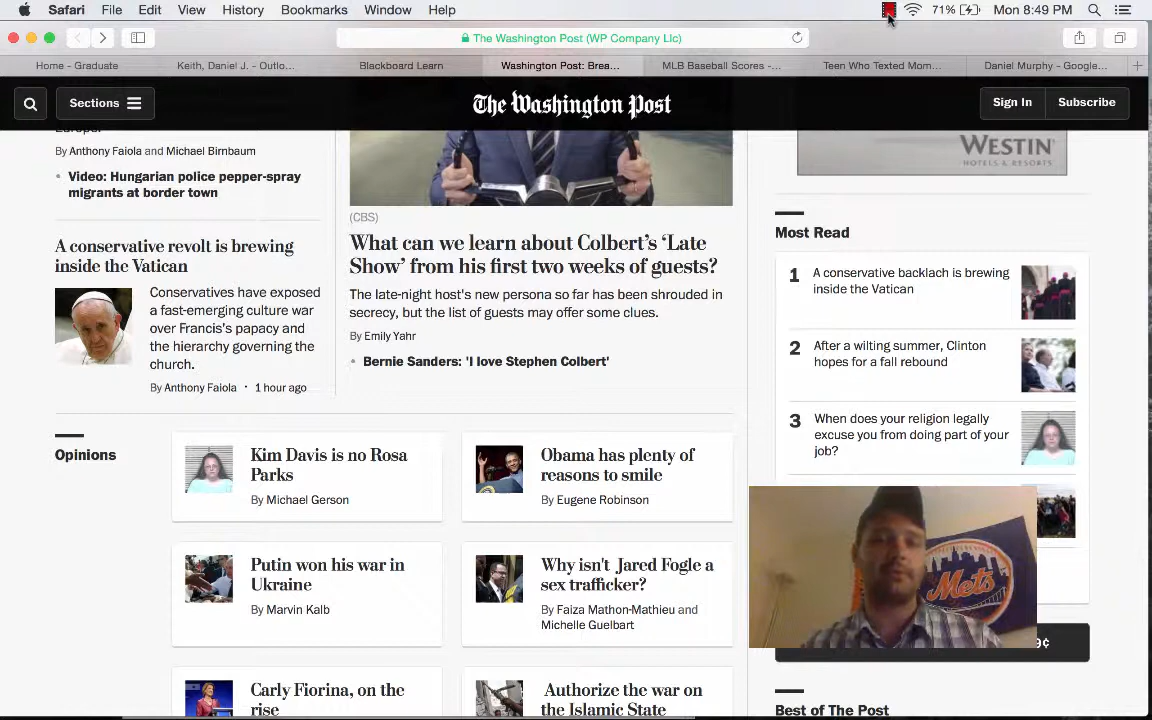 Safari File Edit View History Bookmarks Window Help 71% Mon 8:49 PM
The Washington Post (WP Company Llc)
Home - Graduate Keith, Daniel J. - Outlo... Blackboard Learn Washington Post: Brea... MLB Baseball Scores -... Teen Who Texted Mom... Daniel Murphy - Google...
Sections The Washington Post Sign In Subscribe
Europe
By Anthony Faiola and Michael Birnbaum
• Video: Hungarian police pepper-spray
migrants at border town
A conservative revolt is brewing
inside the Vatican
Conservatives have exposed
a fast-emerging culture war
over Francis's papacy and
the hierarchy governing the
church.
By Anthony Faiola • 1 hour ago
(CBS)
What can we learn about Colbert's 'Late
Show' from his first two weeks of guests?
The late-night host's new persona so far has been shrouded in
secrecy, but the list of guests may offer some clues.
By Emily Yahr
• Bernie Sanders: 'I love Stephen Colbert'
WESTIN
HOTELS & RESORTS
Most Read
1 A conservative backlach is brewing
inside the Vatican
2 After a wilting summer, Clinton
hopes for a fall rebound
3 When does your religion legally
excuse you from doing part of your
job?
Opinions
Kim Davis is no Rosa
Parks
By Michael Gerson
Obama has plenty of
reasons to smile
By Eugene Robinson
Putin won his war in
Ukraine
By Marvin Kalb
Why isn't Jared Fogle a
sex trafficker?
By Faiza Mathon-Mathieu and
Michelle Guelbart
Carly Fiorina, on the
rise
Authorize the war on
the Islamic State
Mets
9¢
Best of The Post